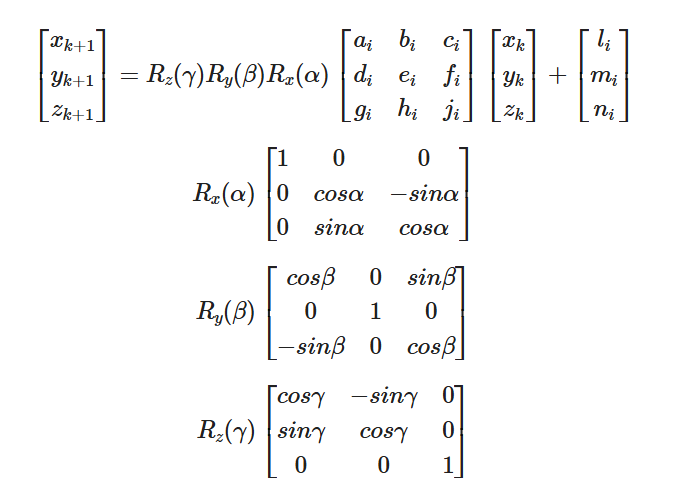 [x_{k+1} y_{k+1} z_{k+1}] = R_z(γ)R_y(β)R_x(α) [a_i b_i c_i; d_i e_i f_i; g_i h_i j_i] [x_k y_k z_k] + [l_i m_i n_i]
R_x(α) [1 0 0; 0 cosα −sinα; 0 sinα cosα]
R_y(β) [cosβ 0 sinβ; 0 1 0; −sinβ 0 cosβ]
R_z(γ) [cosγ −sinγ 0; sinγ cosγ 0; 0 0 1]